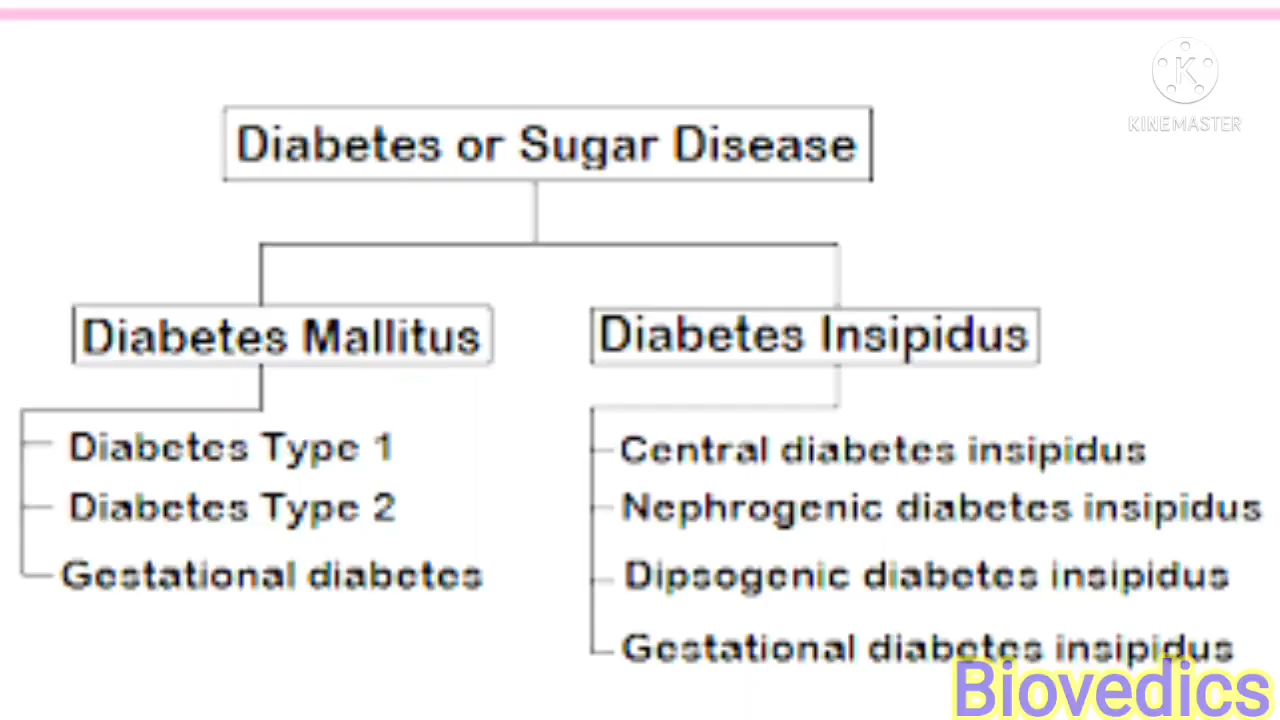 KINEMASTER
Diabetes or Sugar Disease
Diabetes Mallitus
Diabetes Insipidus
Diabetes Type 1
Diabetes Type 2
Gestational diabetes
Central diabetes insipidus
Nephrogenic diabetes insipidus
Dipsogenic diabetes insipidus
Gestational diabetes insipidus
Biovedics